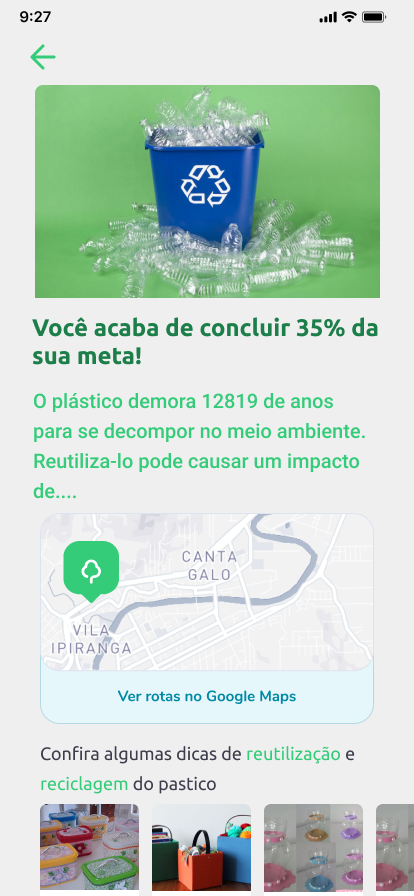 9:27
Você acaba de concluir 35% da
sua meta!
O plástico demora 12819 de anos
para se decompor no meio ambiente.
Reutiliza-lo pode causar um impacto
de....
CANTA
GALO
VILA
IPIRANGA
Ver rotas no Google Maps
Confira algumas dicas de reutilização e
reciclagem do pastico